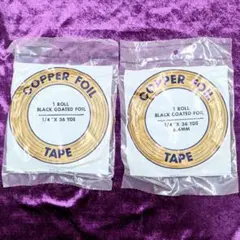 COPPER FOIL
1 ROLL
BLACK COATED FOIL
1/4" X 36 YDS
TAPE
COPPER FOIL
1 ROLL
BLACK COATED FOIL
1/4" X 36 YDS
6.4MM
TAPE